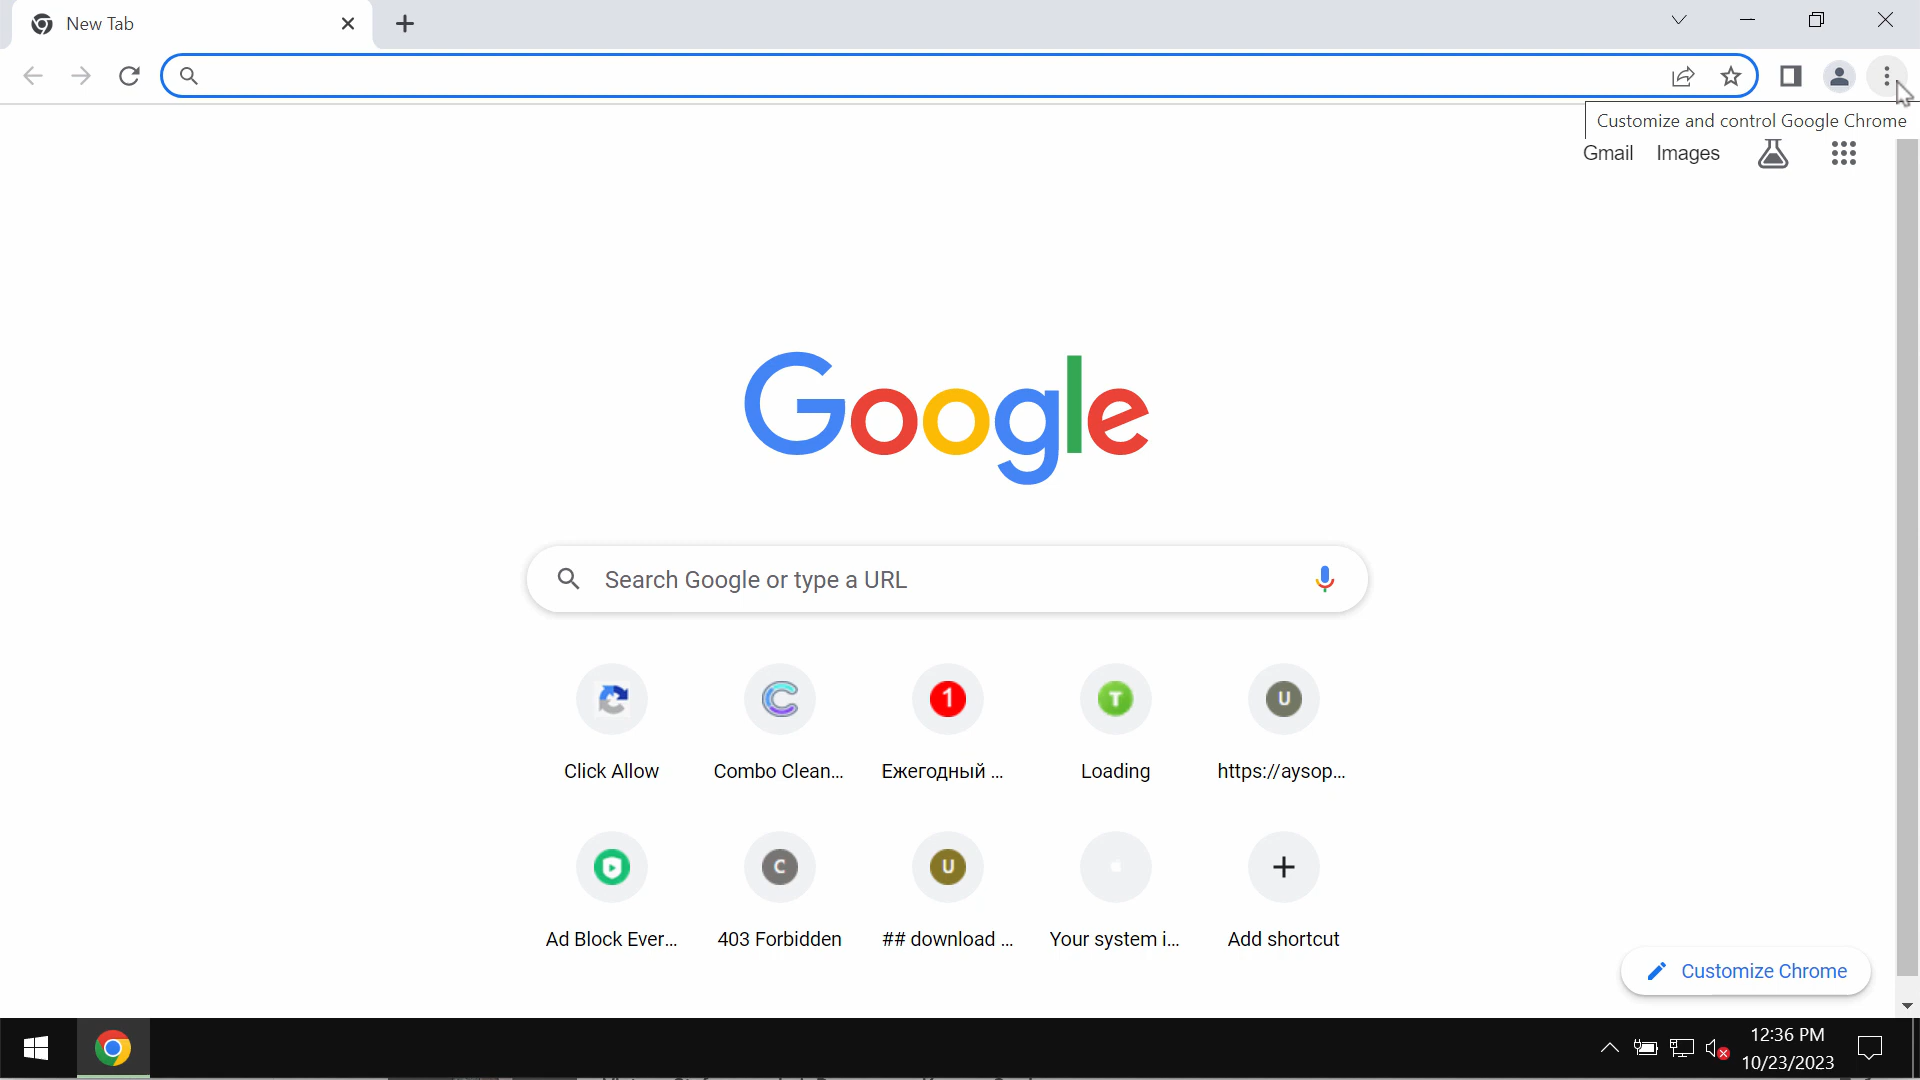 New Tab
Customize and control Google Chrome
Gmail Images
Google
Search Google or type a URL
1 T U
Click Allow
Combo Clean...
Ежегодный ...
Loading
https://aysop...
C U
Ad Block Ever...
403 Forbidden
## download ...
Your system i...
Add shortcut
Customize Chrome
12:36 PM
10/23/2023